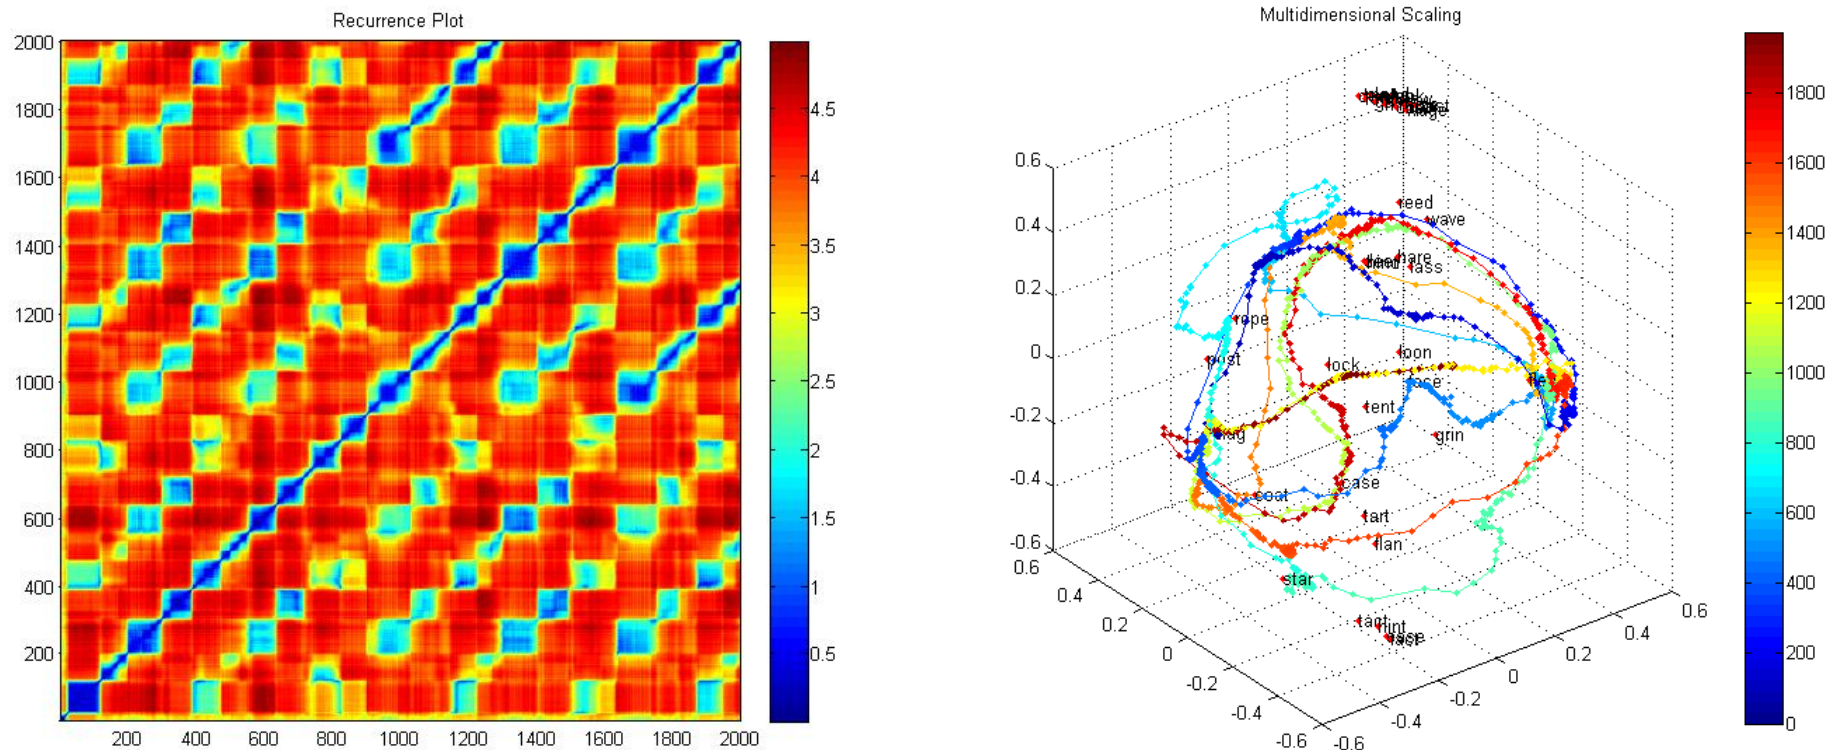 Recurrence Plot
2000
1800
1600
1400
1200
1000
800
600
400
200
200 400 600 800 1000 1200 1400 1600 1800 2000
4.5
4
3.5
3
2.5
2
1.5
1
0.5
Multidimensional Scaling
0.6
0.4
0.2
0
-0.2
-0.4
-0.6
0.6
0.4
0.2
0
-0.2
-0.4
-0.6
-0.6
-0.4
-0.2
0
0.2
0.4
0.6
reed
wave
hare
lass
rope
post
loon
lock
tent
grin
coat
case
tart
flan
star
1800
1600
1400
1200
1000
800
600
400
200
0